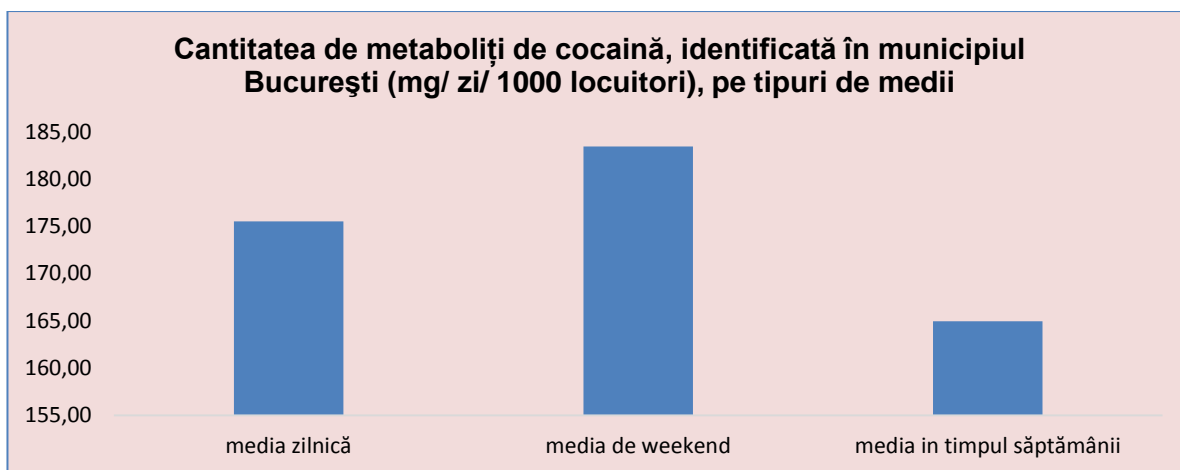 Cantitatea de metaboliți de cocaină, identificată în municipiul
Bucureşti (mg/ zi/ 1000 locuitori), pe tipuri de medii
185,00
180,00
175,00
170,00
165,00
160,00
155,00
media zilnică
media de weekend
media in timpul săptămânii